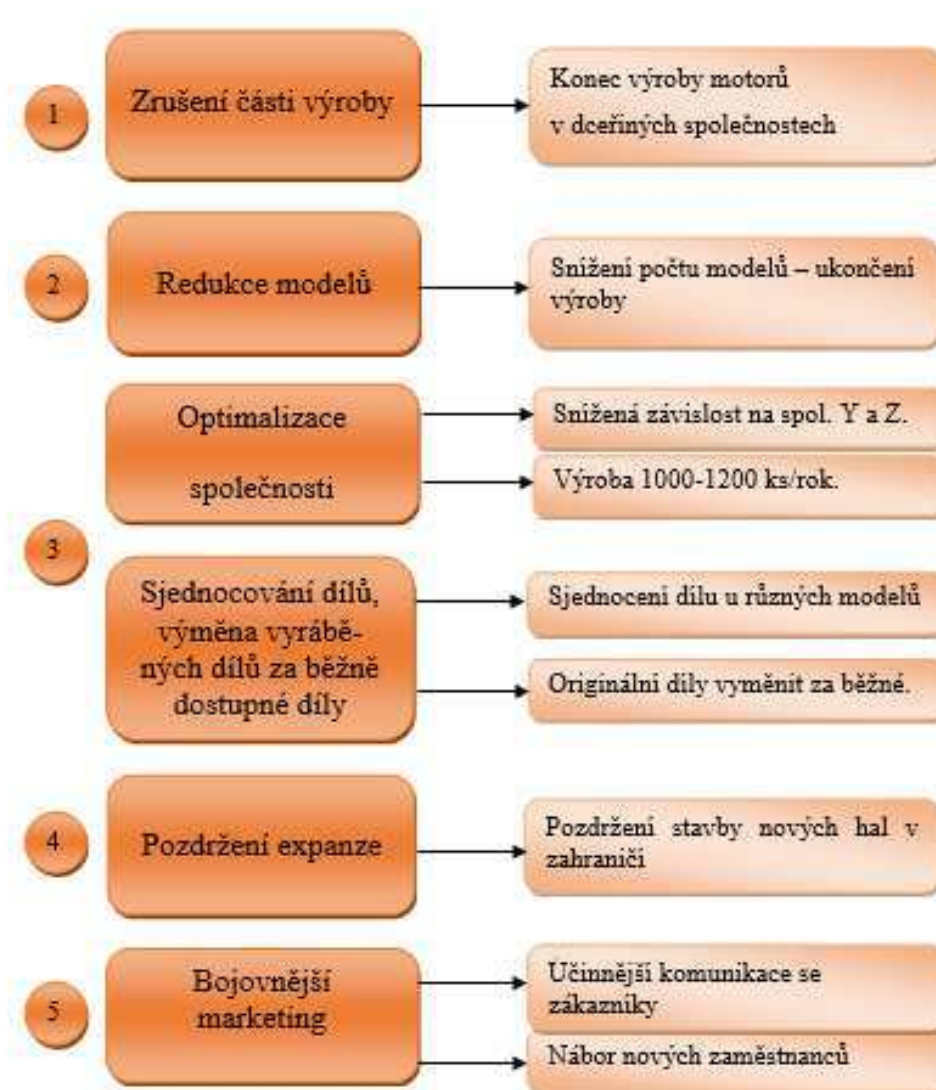 1
Zrušení části výroby
Konec výroby motorů
v dceřiných společnostech
2
Redukce modelů
Snížení počtu modelů – ukončení
výroby
3
Optimalizace
společnosti
Snížená závislost na spol. Y a Z.
Výroba 1000-1200 ks/rok.
Sjednocování dílů,
výměna vyrábě-
ných dílů za běžně
dostupné díly
Sjednocení dílu u různých modelů
Originální díly vyměnit za běžné.
4
Pozdržení expanze
Pozdržení stavby nových hal v
zahraničí
5
Bojovnější
marketing
Učinnější komunikace se
zákazníky
Nábor nových zaměstnanců